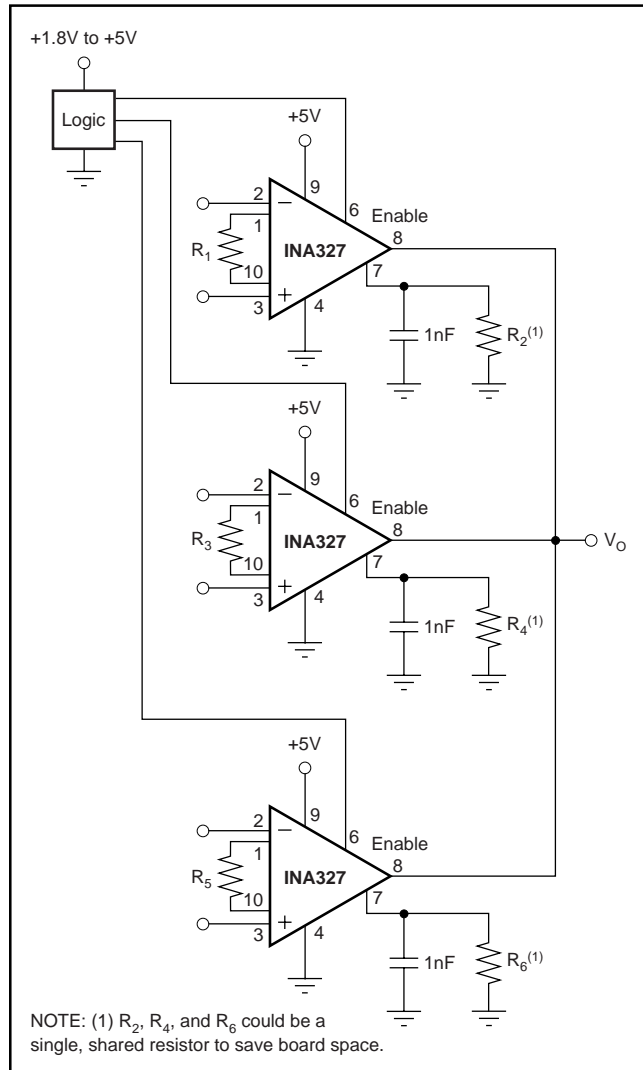 +1.8V to +5V
Logic
+5V
9
2
−
6
Enable
1
8
R1
INA327
10
7
3
+
4
1nF
R2(1)
+5V
9
2
−
6
Enable
1
8
R3
INA327
VO
10
7
3
+
4
1nF
R4(1)
+5V
9
2
−
6
Enable
1
8
R5
INA327
10
7
3
+
4
1nF
R6(1)
NOTE: (1) R2, R4, and R6 could be a
single, shared resistor to save board space.